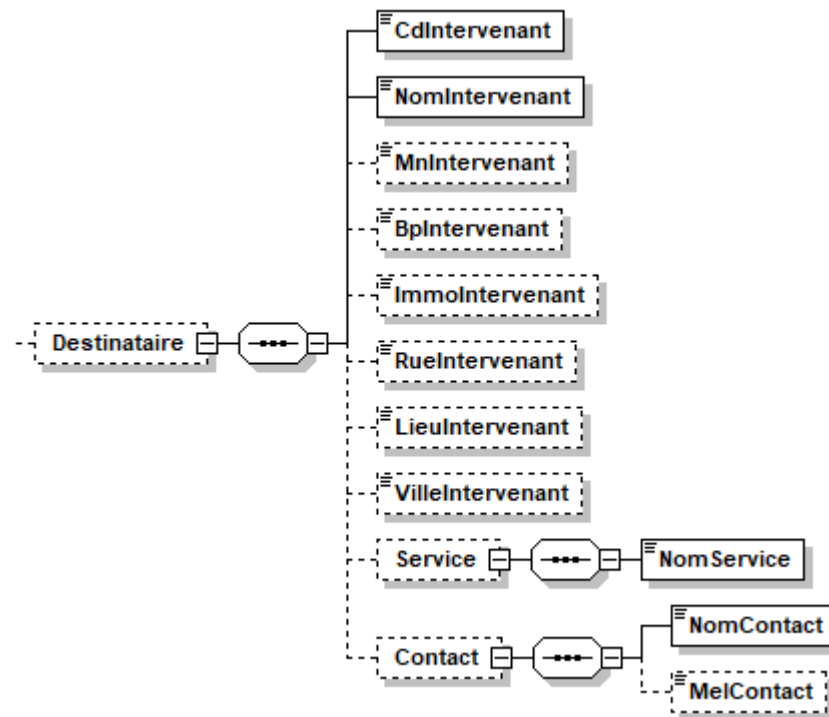 CdIntervenant
NomIntervenant
MnIntervenant
BpIntervenant
ImmoIntervenant
Destinataire
RueIntervenant
LieuIntervenant
VilleIntervenant
Service
NomService
Contact
NomContact
MelContact